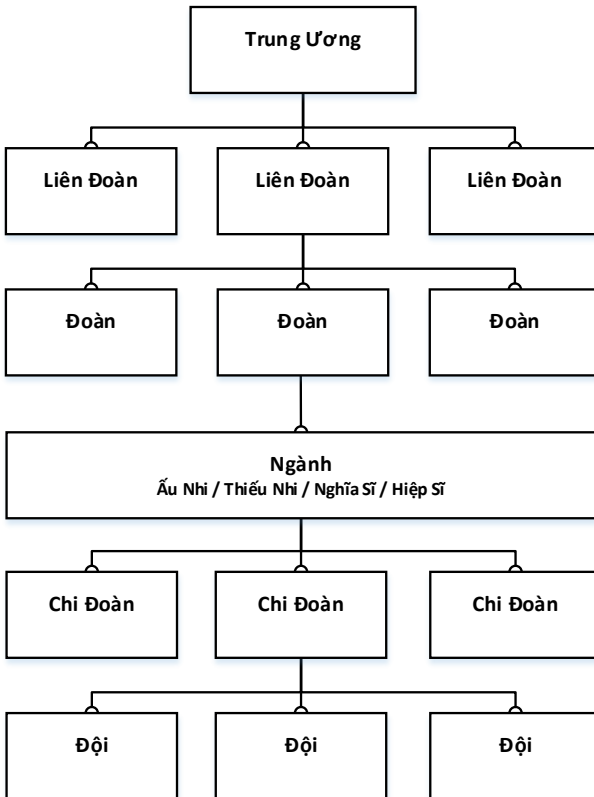 Trung Ương
Liên Đoàn
Liên Đoàn
Liên Đoàn
Đoàn
Đoàn
Đoàn
Ngành
Ấu Nhi / Thiếu Nhi / Nghĩa Sĩ / Hiệp Sĩ
Chi Đoàn
Chi Đoàn
Chi Đoàn
Đội
Đội
Đội